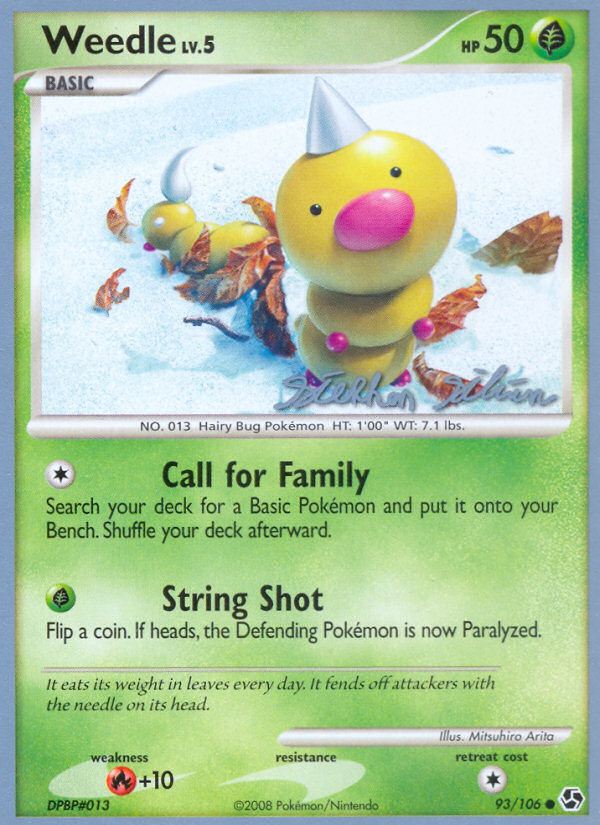 Weedle LV.5 HP 50
BASIC
NO. 013 Hairy Bug Pokémon HT: 1'00" WT: 7.1 lbs.
Call for Family
Search your deck for a Basic Pokémon and put it onto your
Bench. Shuffle your deck afterward.
String Shot
Flip a coin. If heads, the Defending Pokémon is now Paralyzed.
It eats its weight in leaves every day. It fends off attackers with
the needle on its head.
Illus. Mitsuhiro Arita
weakness resistance retreat cost
+10
DPBP#013 ©2008 Pokémon/Nintendo 93/106